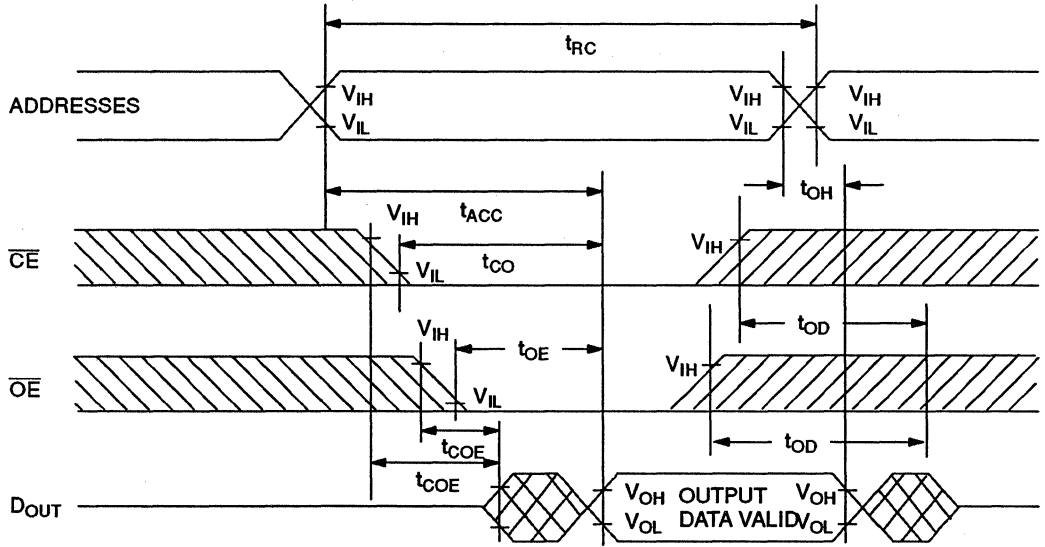 tRC
ADDRESSES
VIH
VIL
VIH
VIL
VIH
VIL
tOH
tACC
CE
VIH
VIL
tCO
VIH
tOD
OE
VIH
VIL
tOE
VIH
tOD
tCOE
tCOE
DOUT
VOH
VOL
OUTPUT
DATA VALID
VOH
VOL